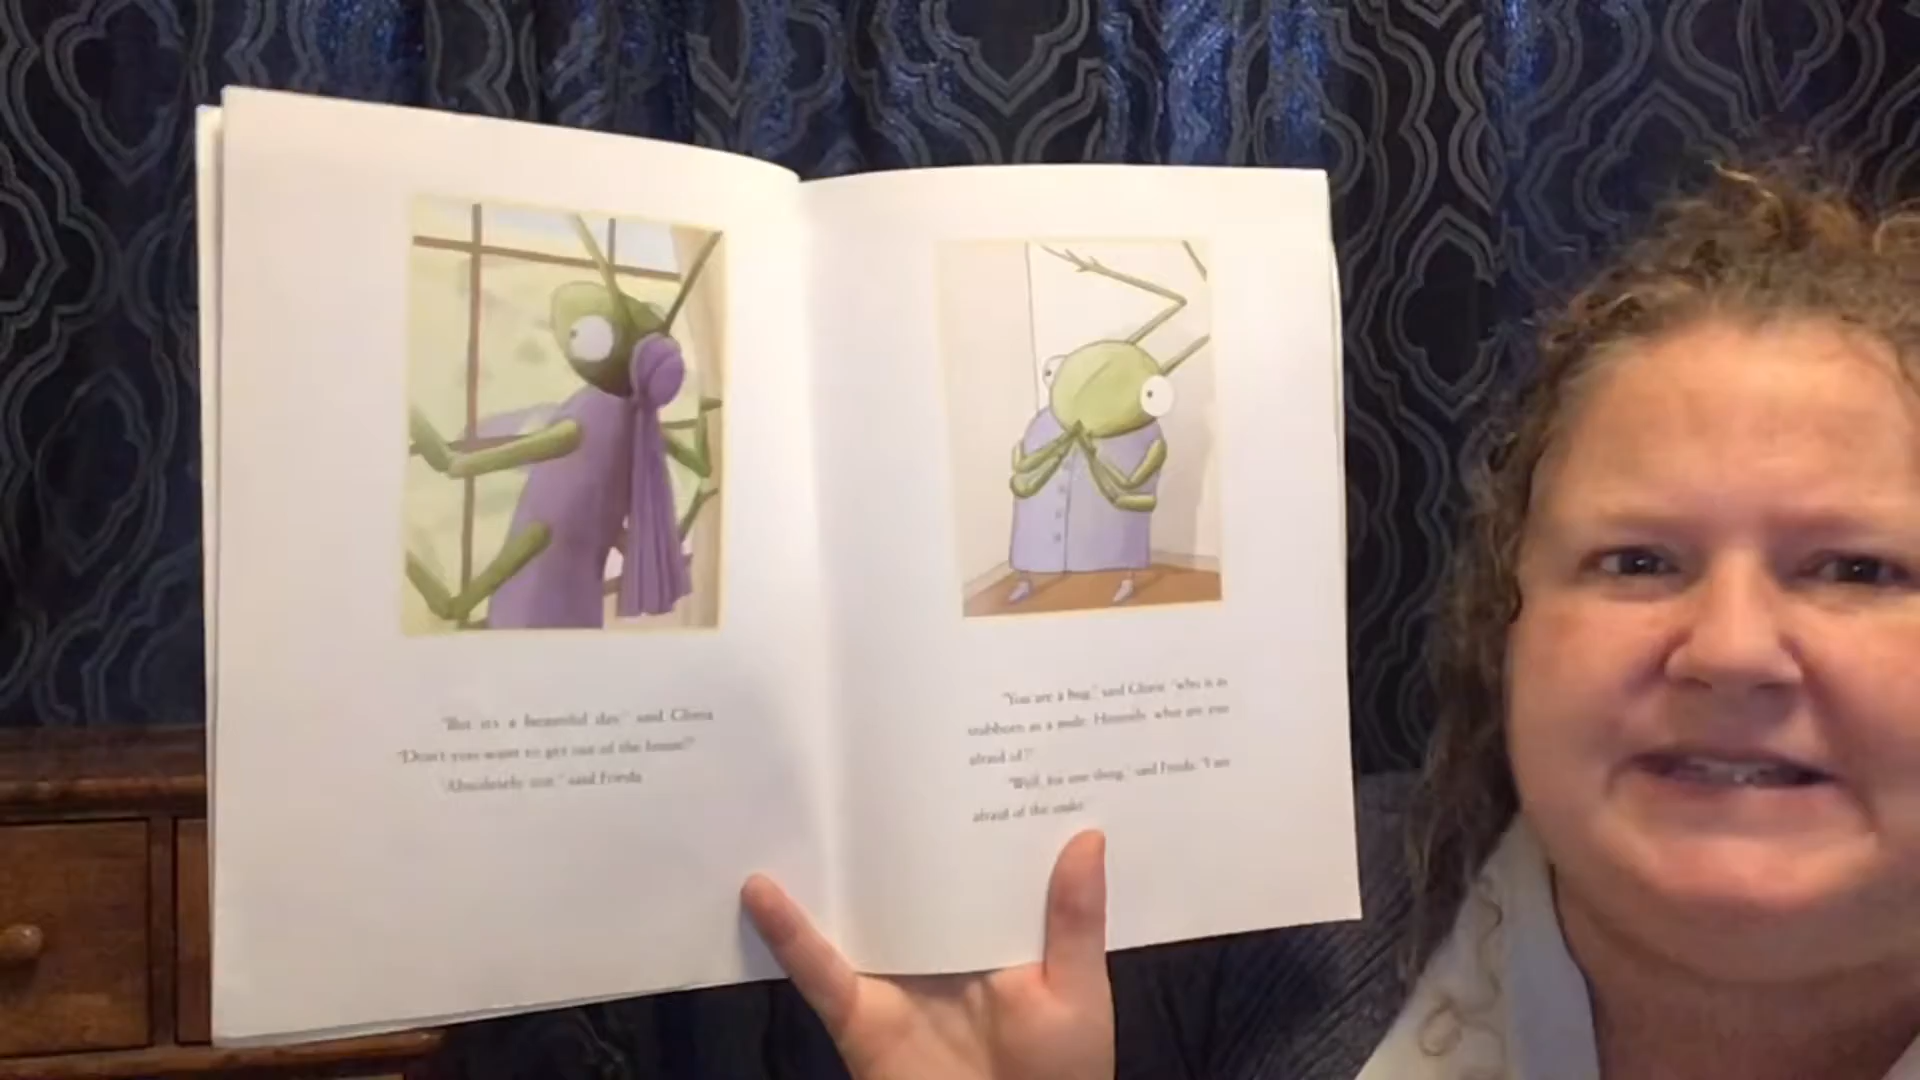 "But it's a beautiful day," said Gloria.
"Don't you want to get out of the house?"
"Absolutely not," said Frieda.
"You are a bug," said Gloria "who is as
stubborn as a mule. Honestly, what are you
afraid of?"
"Well, for one thing," said Frieda. "I am
afraid of the